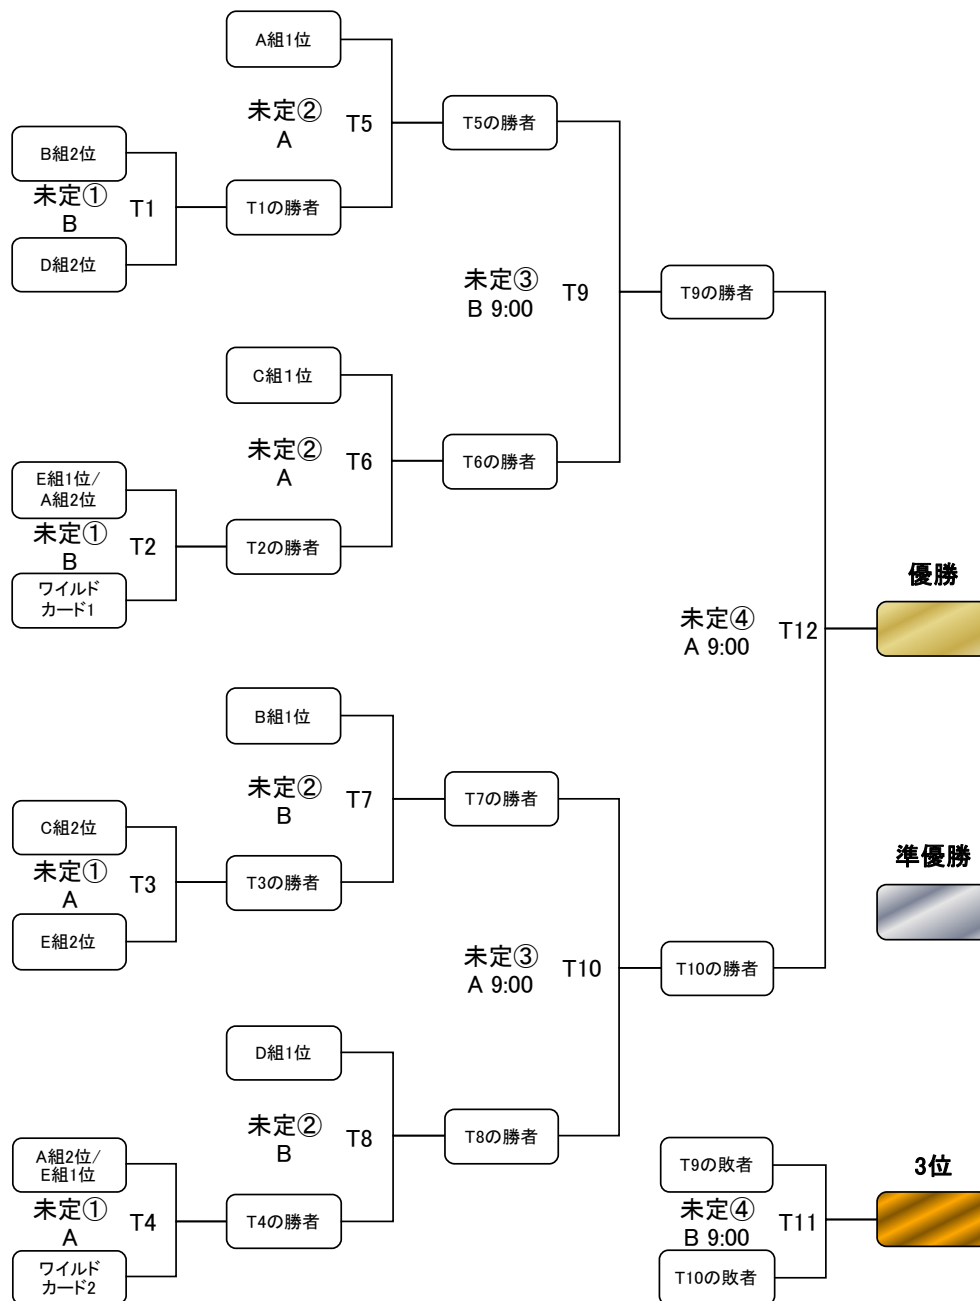 A組1位
未定②
A
T5
T5の勝者
B組2位
未定①
B
T1
T1の勝者
D組2位
未定③
B 9:00
T9
T9の勝者
C組1位
未定②
A
T6
T6の勝者
E組1位/
A組2位
未定①
B
T2
T2の勝者
ワイルド
カード1
優勝
未定④
A 9:00
T12
B組1位
未定②
B
T7
T7の勝者
C組2位
未定①
A
T3
T3の勝者
E組2位
準優勝
未定③
A 9:00
T10
T10の勝者
D組1位
未定②
B
T8
T8の勝者
A組2位/
E組1位
未定①
A
T4
T4の勝者
ワイルド
カード2
T9の敗者
未定④
B 9:00
T11
T10の敗者
3位